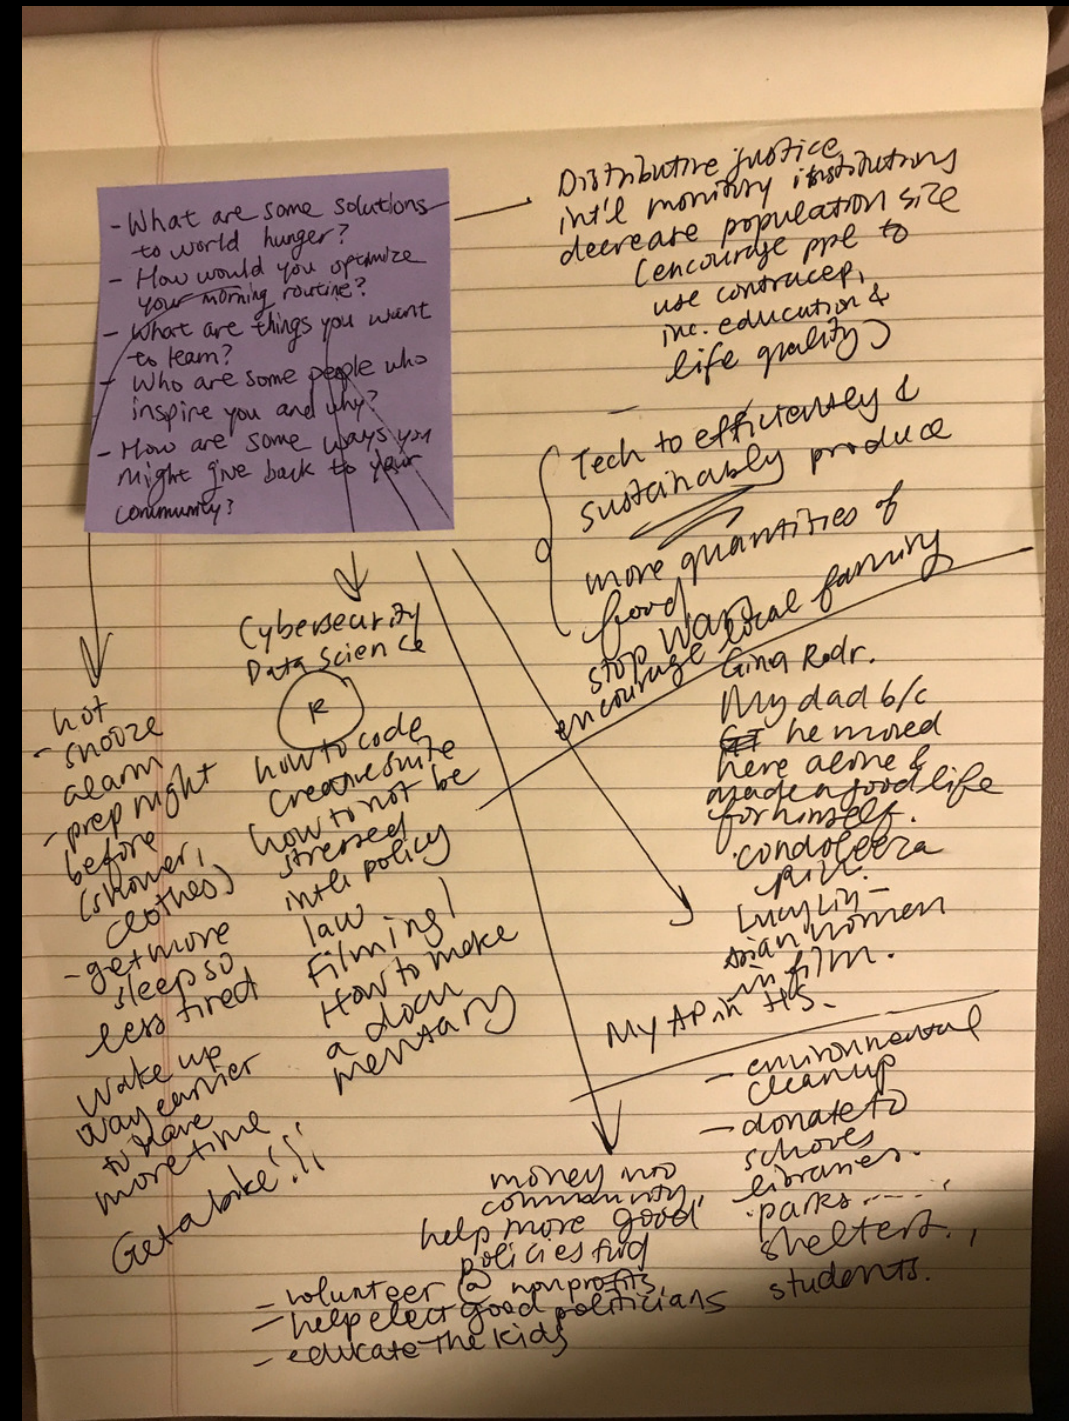 - What are some solutions
to world hunger?
- How would you optimize
your morning routine?
- What are things you want
to learn?
- Who are some people who
inspire you and why?
- How are some ways you
might give back to your
community?
Distributive justice
int'l monitory institutions
decrease population size
(encourage ppl to
use contracep,
inc. education &
life quality)
Tech to efficiently &
sustainably produce
more quantities of
food
stop wars
encourage local farming
not
- snooze
alarm
- prep night
before
(shower,
clothes)
- get more
sleep so
less tired
wake up
way earlier
to have
more time
Get a bike!!!
Cybersecurity
Data Science
R
how to code
creative suite
how to not be
stressed
int'l policy
law
Filming/
How to make
a docu
mentary
Gina Rodr.
My dad b/c
he moved
here alone &
made a good life
for himself.
condoleeza
Lucy Liu -
asian women
in film.
My AP in HS.
money
community,
help more good
policies
- volunteer @ nonprofits,
- help elect good politicians
- educate the kids
- environmental
cleanup
- donate to
schools
libraries.
parks
shelters.,
students.